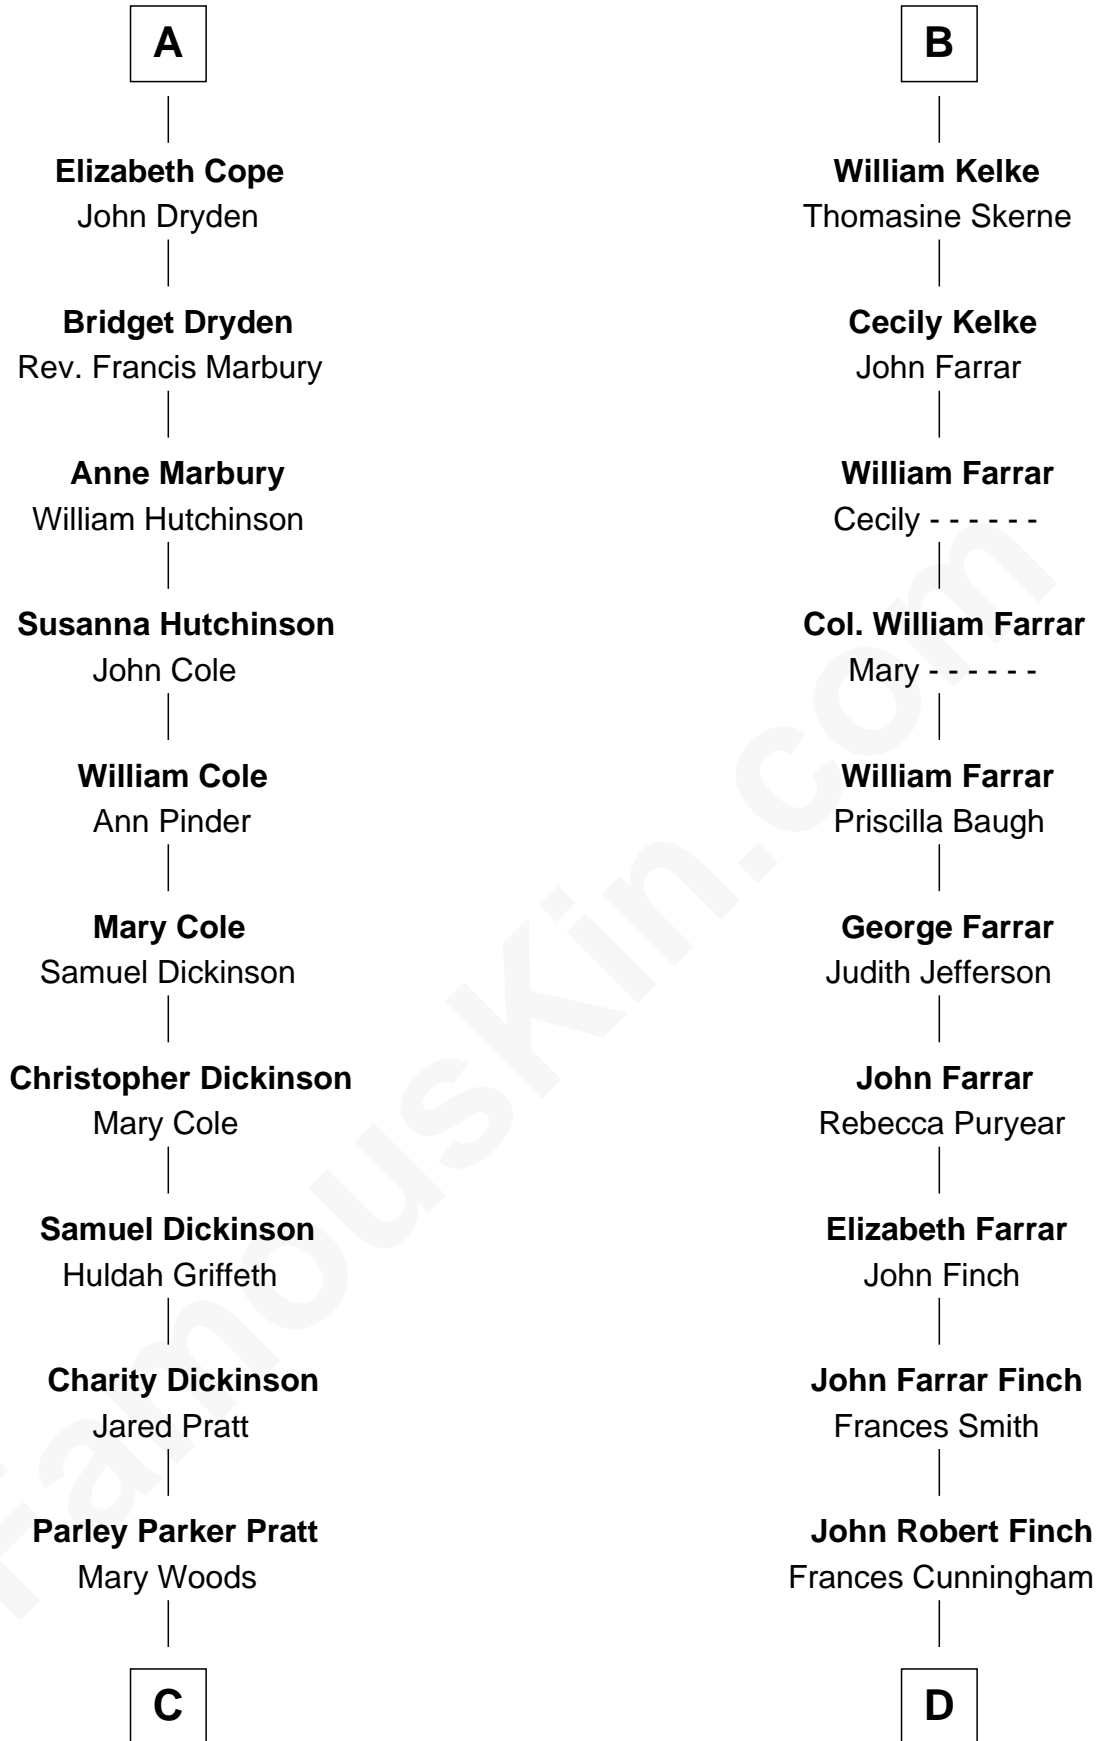 A
Elizabeth Cope
John Dryden
Bridget Dryden
Rev. Francis Marbury
Anne Marbury
William Hutchinson
Susanna Hutchinson
John Cole
William Cole
Ann Pinder
Mary Cole
Samuel Dickinson
Christopher Dickinson
Mary Cole
Samuel Dickinson
Huldah Griffeth
Charity Dickinson
Jared Pratt
Parley Parker Pratt
Mary Woods
C
B
William Kelke
Thomasine Skerne
Cecily Kelke
John Farrar
William Farrar
Cecily - - - - - -
Col. William Farrar
Mary - - - - - -
William Farrar
Priscilla Baugh
George Farrar
Judith Jefferson
John Farrar
Rebecca Puryear
Elizabeth Farrar
John Finch
John Farrar Finch
Frances Smith
John Robert Finch
Frances Cunningham
D
FamousKin.com